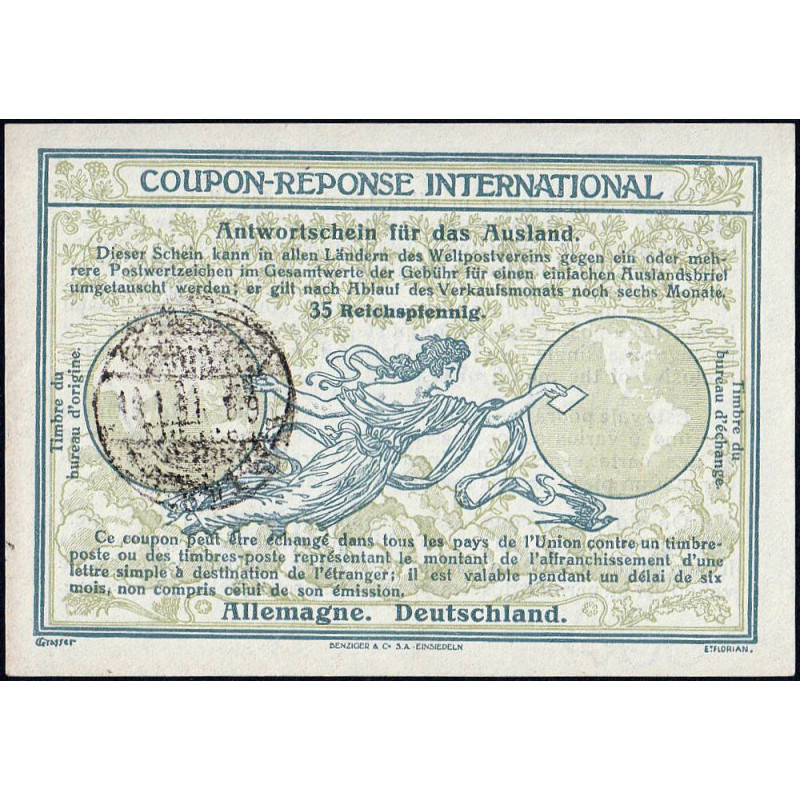 COUPON-RÉPONSE INTERNATIONAL
Antwortschein für das Ausland.
Dieser Schein kann in allen Ländern des Weltpostvereins gegen ein oder meh-
rere Postwertzeichen im Gesamtwerte der Gebühr für einen einfachen Auslandsbrief
umgetauscht werden; er gilt nach Ablauf des Verkaufsmonats noch sechs Monate.
35 Reichspfennig.
Timbre du
bureau d'origine.
Timbre du
bureau d'échange.
Ce coupon peut être échangé dans tous les pays de l'Union contre un timbre-
poste ou des timbres-poste représentant le montant de l'affranchissement d'une
lettre simple à destination de l'étranger; il est valable pendant un délai de six
mois, non compris celui de son émission.
Allemagne. Deutschland.
Grasser
BENZIGER & Co S.A.-EINSIEDELN
E. FLORIAN.